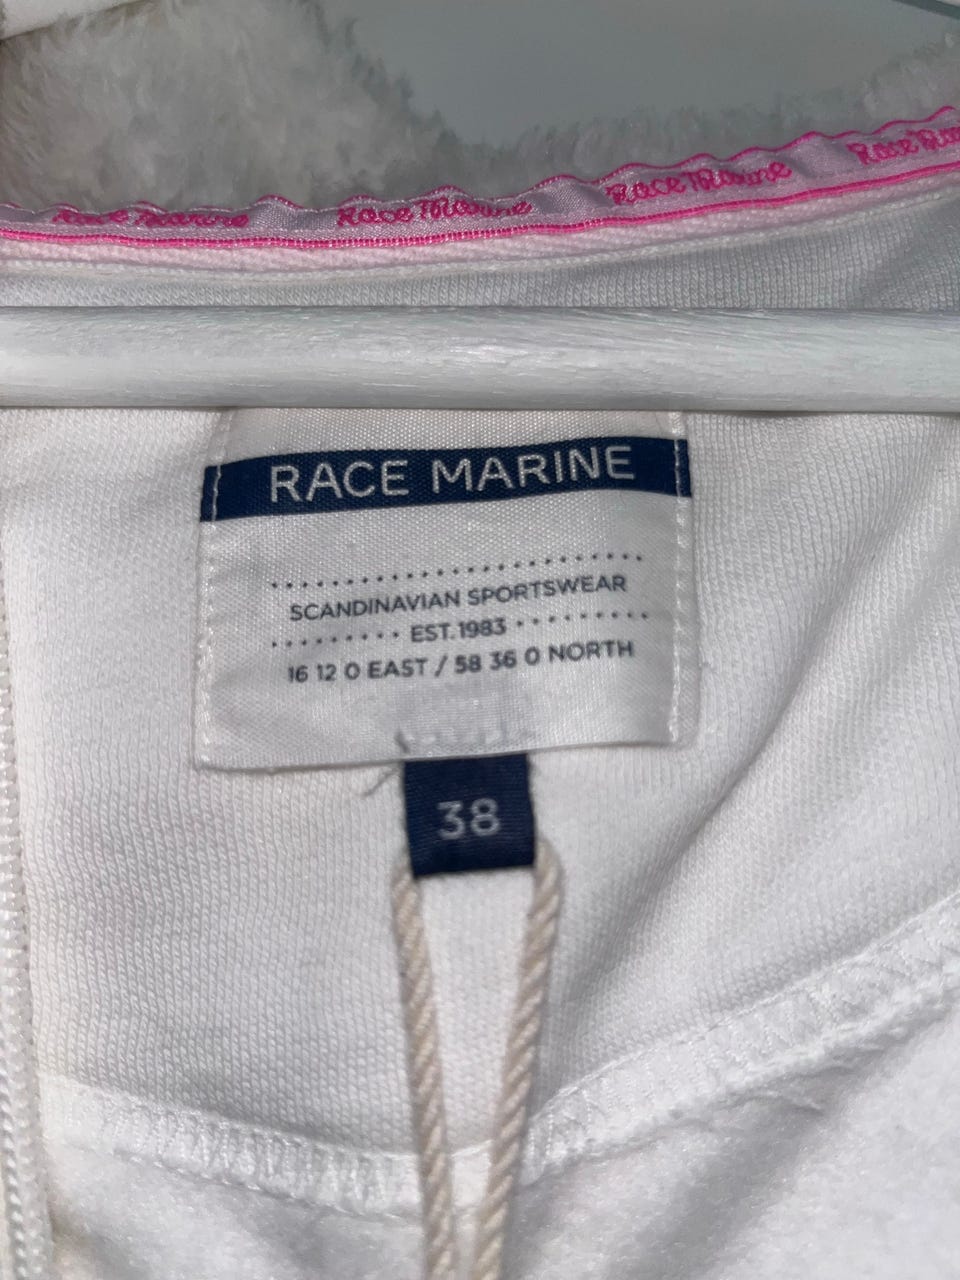 Race Marine Race Marine Race Marine Race
RACE MARINE
SCANDINAVIAN SPORTSWEAR
EST. 1983
16 12 0 EAST / 58 36 0 NORTH
38